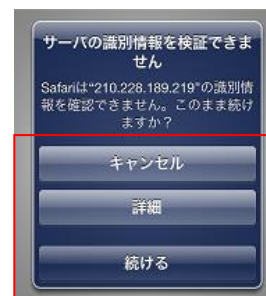 サーバの識別情報を検証できま
せん
Safariは“210.228.189.219”の識別情
報を確認できません。このまま続け
ますか？
キャンセル
詳細
続ける